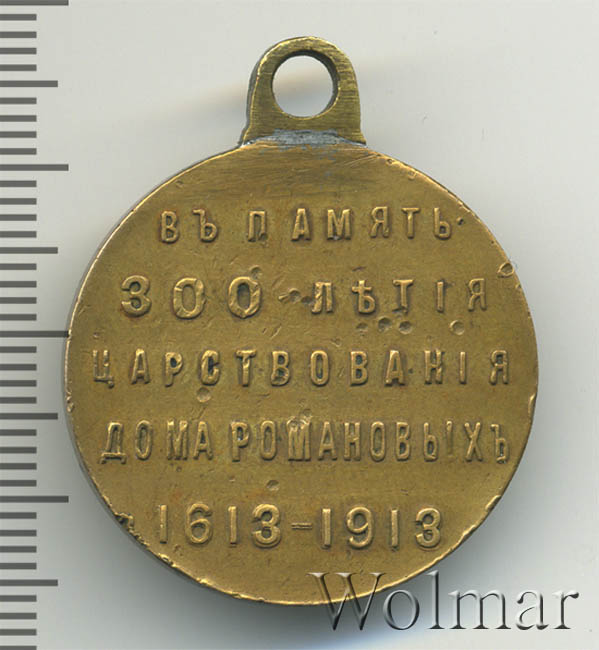 ВЪ ПАМЯТЬ
300-ЛѢТІЯ
ЦАРСТВОВАНІЯ
ДОМА РОМАНОВЫХЪ
1613-1913
Wolmar